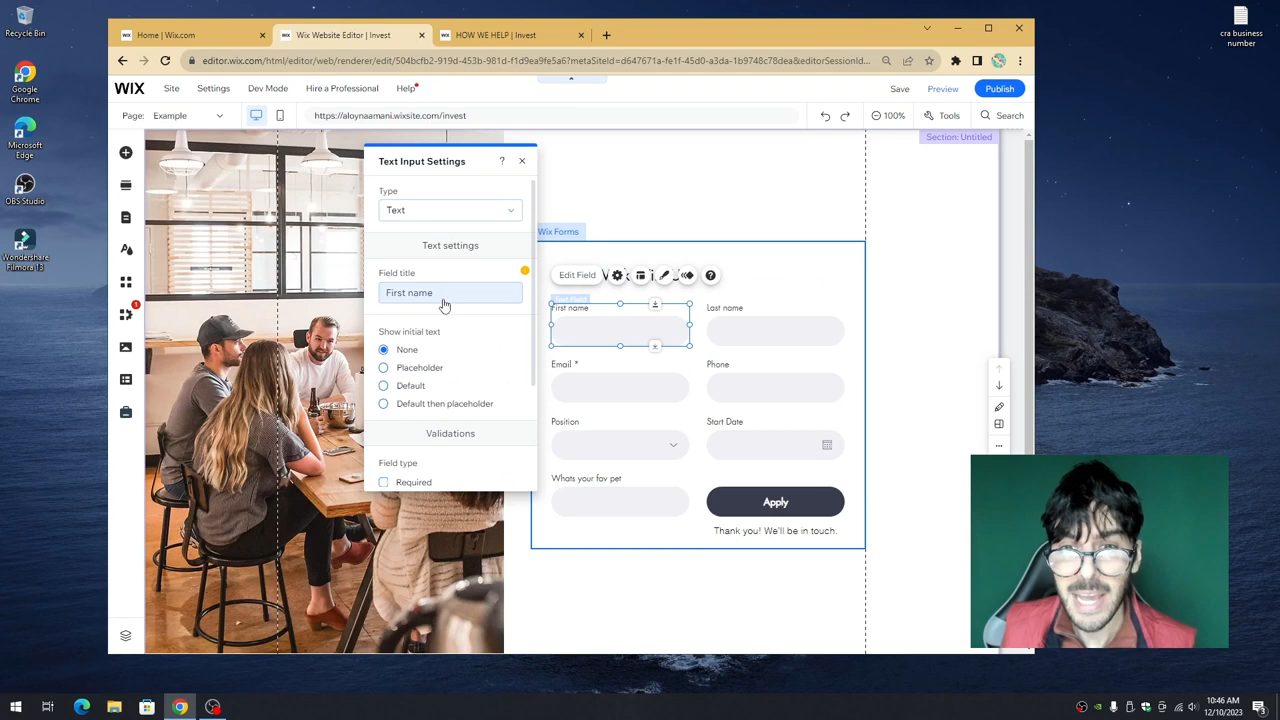 Recycle Bin
Google
Chrome
Microsoft
Edge
OBS Studio
Wondershare
Filmora 13
cra business
number
Home | Wix.com
Wix Website Editor | Invest
HOW WE HELP | Invest
editor.wix.com/html/editor/web/renderer/edit/504bcfb2-919d-453b-981d-f1d9ea9fe5a6?metaSiteId=d647671a-fe1f-45d0-a3da-1b9748c78dea&editorSessionId...
WIX
Site
Settings
Dev Mode
Hire a Professional
Help
Save
Preview
Publish
Page: Example
https://aloynaamani.wixsite.com/invest
100%
Tools
Search
Section: Untitled
1
Text Input Settings
?
Type
Text
Text settings
Field title
First name
Show initial text
None
Placeholder
Default
Default then placeholder
Validations
Field type
Required
Wix Forms
Edit Field
?
Text Field
First name
Last name
Email *
Phone
Position
Start Date
Whats your fav pet
Apply
Thank you! We'll be in touch.
10:46 AM
12/10/2023